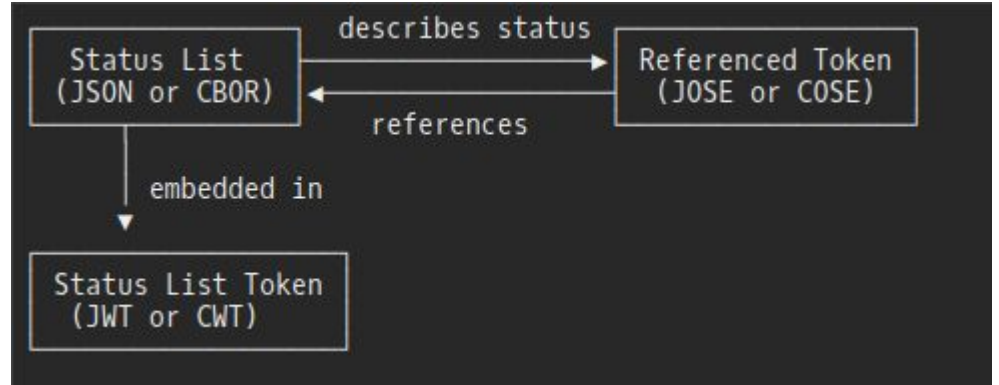 describes status
Status List
(JSON or CBOR)
Referenced Token
(JOSE or COSE)
references
embedded in
Status List Token
(JWT or CWT)